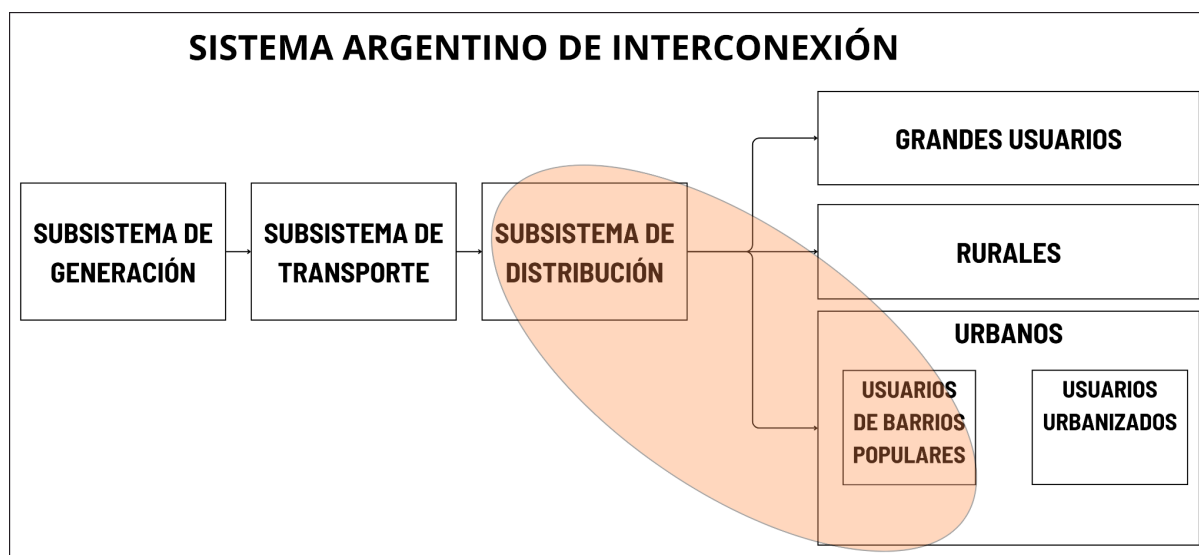 SISTEMA ARGENTINO DE INTERCONEXIÓN
SUBSISTEMA DE
GENERACIÓN
SUBSISTEMA DE
TRANSPORTE
SUBSISTEMA DE
DISTRIBUCIÓN
GRANDES USUARIOS
RURALES
URBANOS
USUARIOS
DE BARRIOS
POPULARES
USUARIOS
URBANIZADOS